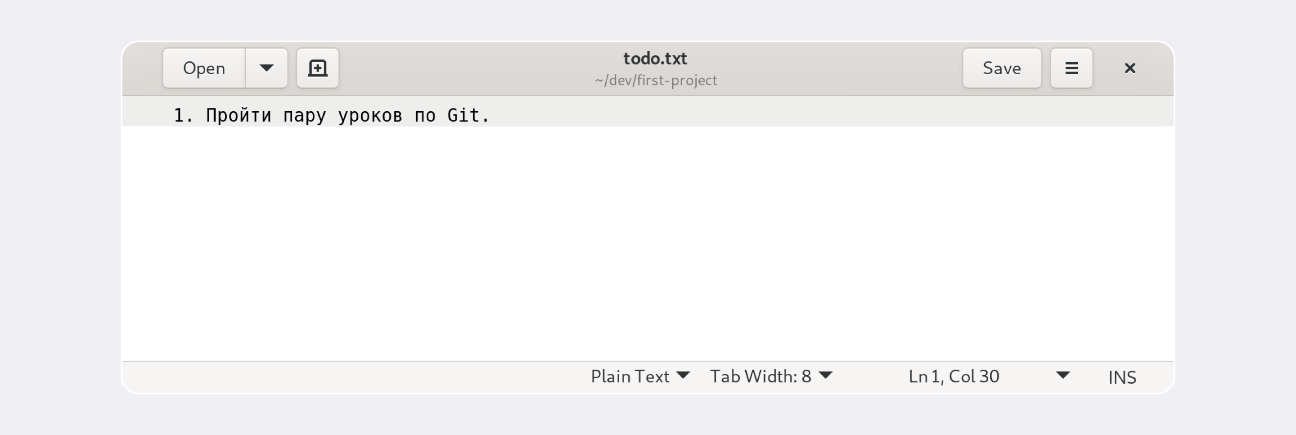 Open
todo.txt
~/dev/first-project
Save
1. Пройти пару уроков по Git.
Plain Text Tab Width: 8 Ln 1, Col 30 INS